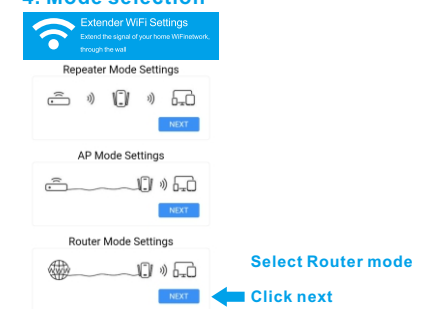 4. Mode selection
Extender WiFi Settings
Extend the signal of your home WiFinetwork,
through the wall
Repeater Mode Settings
NEXT
AP Mode Settings
NEXT
Router Mode Settings
WWW
Select Router mode
NEXT
Click next